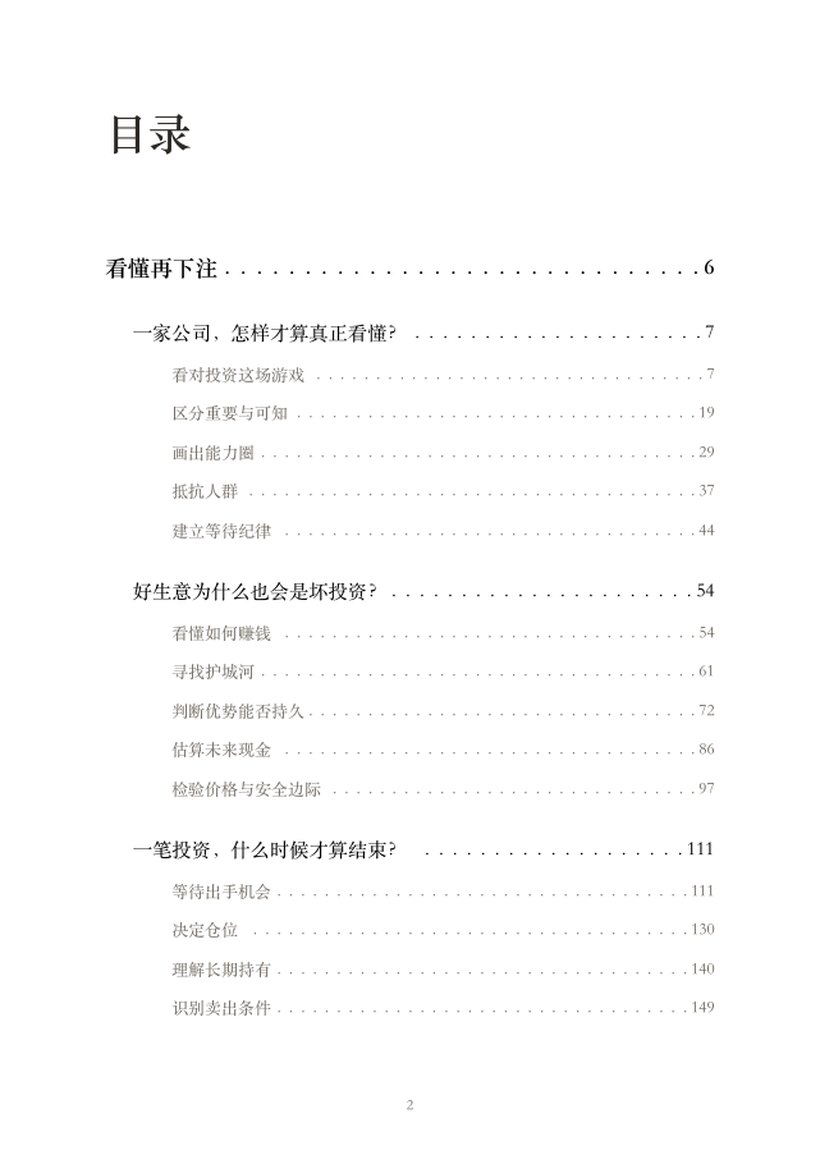 目录
看懂再下注 . . . . . . . . . . . . . . . . . . . . . . . . . . . . . . 6
一家公司，怎样才算真正看懂？ . . . . . . . . . . . . . . . . . . . . . . . . . 7
看对投资这场游戏 . . . . . . . . . . . . . . . . . . . . . . . . . . . . . . . . . 7
区分重要与可知 . . . . . . . . . . . . . . . . . . . . . . . . . . . . . . . . . . 19
画出能力圈 . . . . . . . . . . . . . . . . . . . . . . . . . . . . . . . . . . . . . 29
抵抗人群 . . . . . . . . . . . . . . . . . . . . . . . . . . . . . . . . . . . . . . 37
建立等待纪律 . . . . . . . . . . . . . . . . . . . . . . . . . . . . . . . . . . . 44
好生意为什么也会是坏投资？ . . . . . . . . . . . . . . . . . . . . . . . . . . 54
看懂如何赚钱 . . . . . . . . . . . . . . . . . . . . . . . . . . . . . . . . . . . 54
寻找护城河 . . . . . . . . . . . . . . . . . . . . . . . . . . . . . . . . . . . . . 61
判断优势能否持久 . . . . . . . . . . . . . . . . . . . . . . . . . . . . . . . . . 72
估算未来现金 . . . . . . . . . . . . . . . . . . . . . . . . . . . . . . . . . . . 86
检验价格与安全边际 . . . . . . . . . . . . . . . . . . . . . . . . . . . . . . . 97
一笔投资，什么时候才算结束？ . . . . . . . . . . . . . . . . . . . . . . 111
等待出手机会 . . . . . . . . . . . . . . . . . . . . . . . . . . . . . . . . . . . 111
决定仓位 . . . . . . . . . . . . . . . . . . . . . . . . . . . . . . . . . . . . . 130
理解长期持有 . . . . . . . . . . . . . . . . . . . . . . . . . . . . . . . . . . . 140
识别卖出条件 . . . . . . . . . . . . . . . . . . . . . . . . . . . . . . . . . . . 149
2